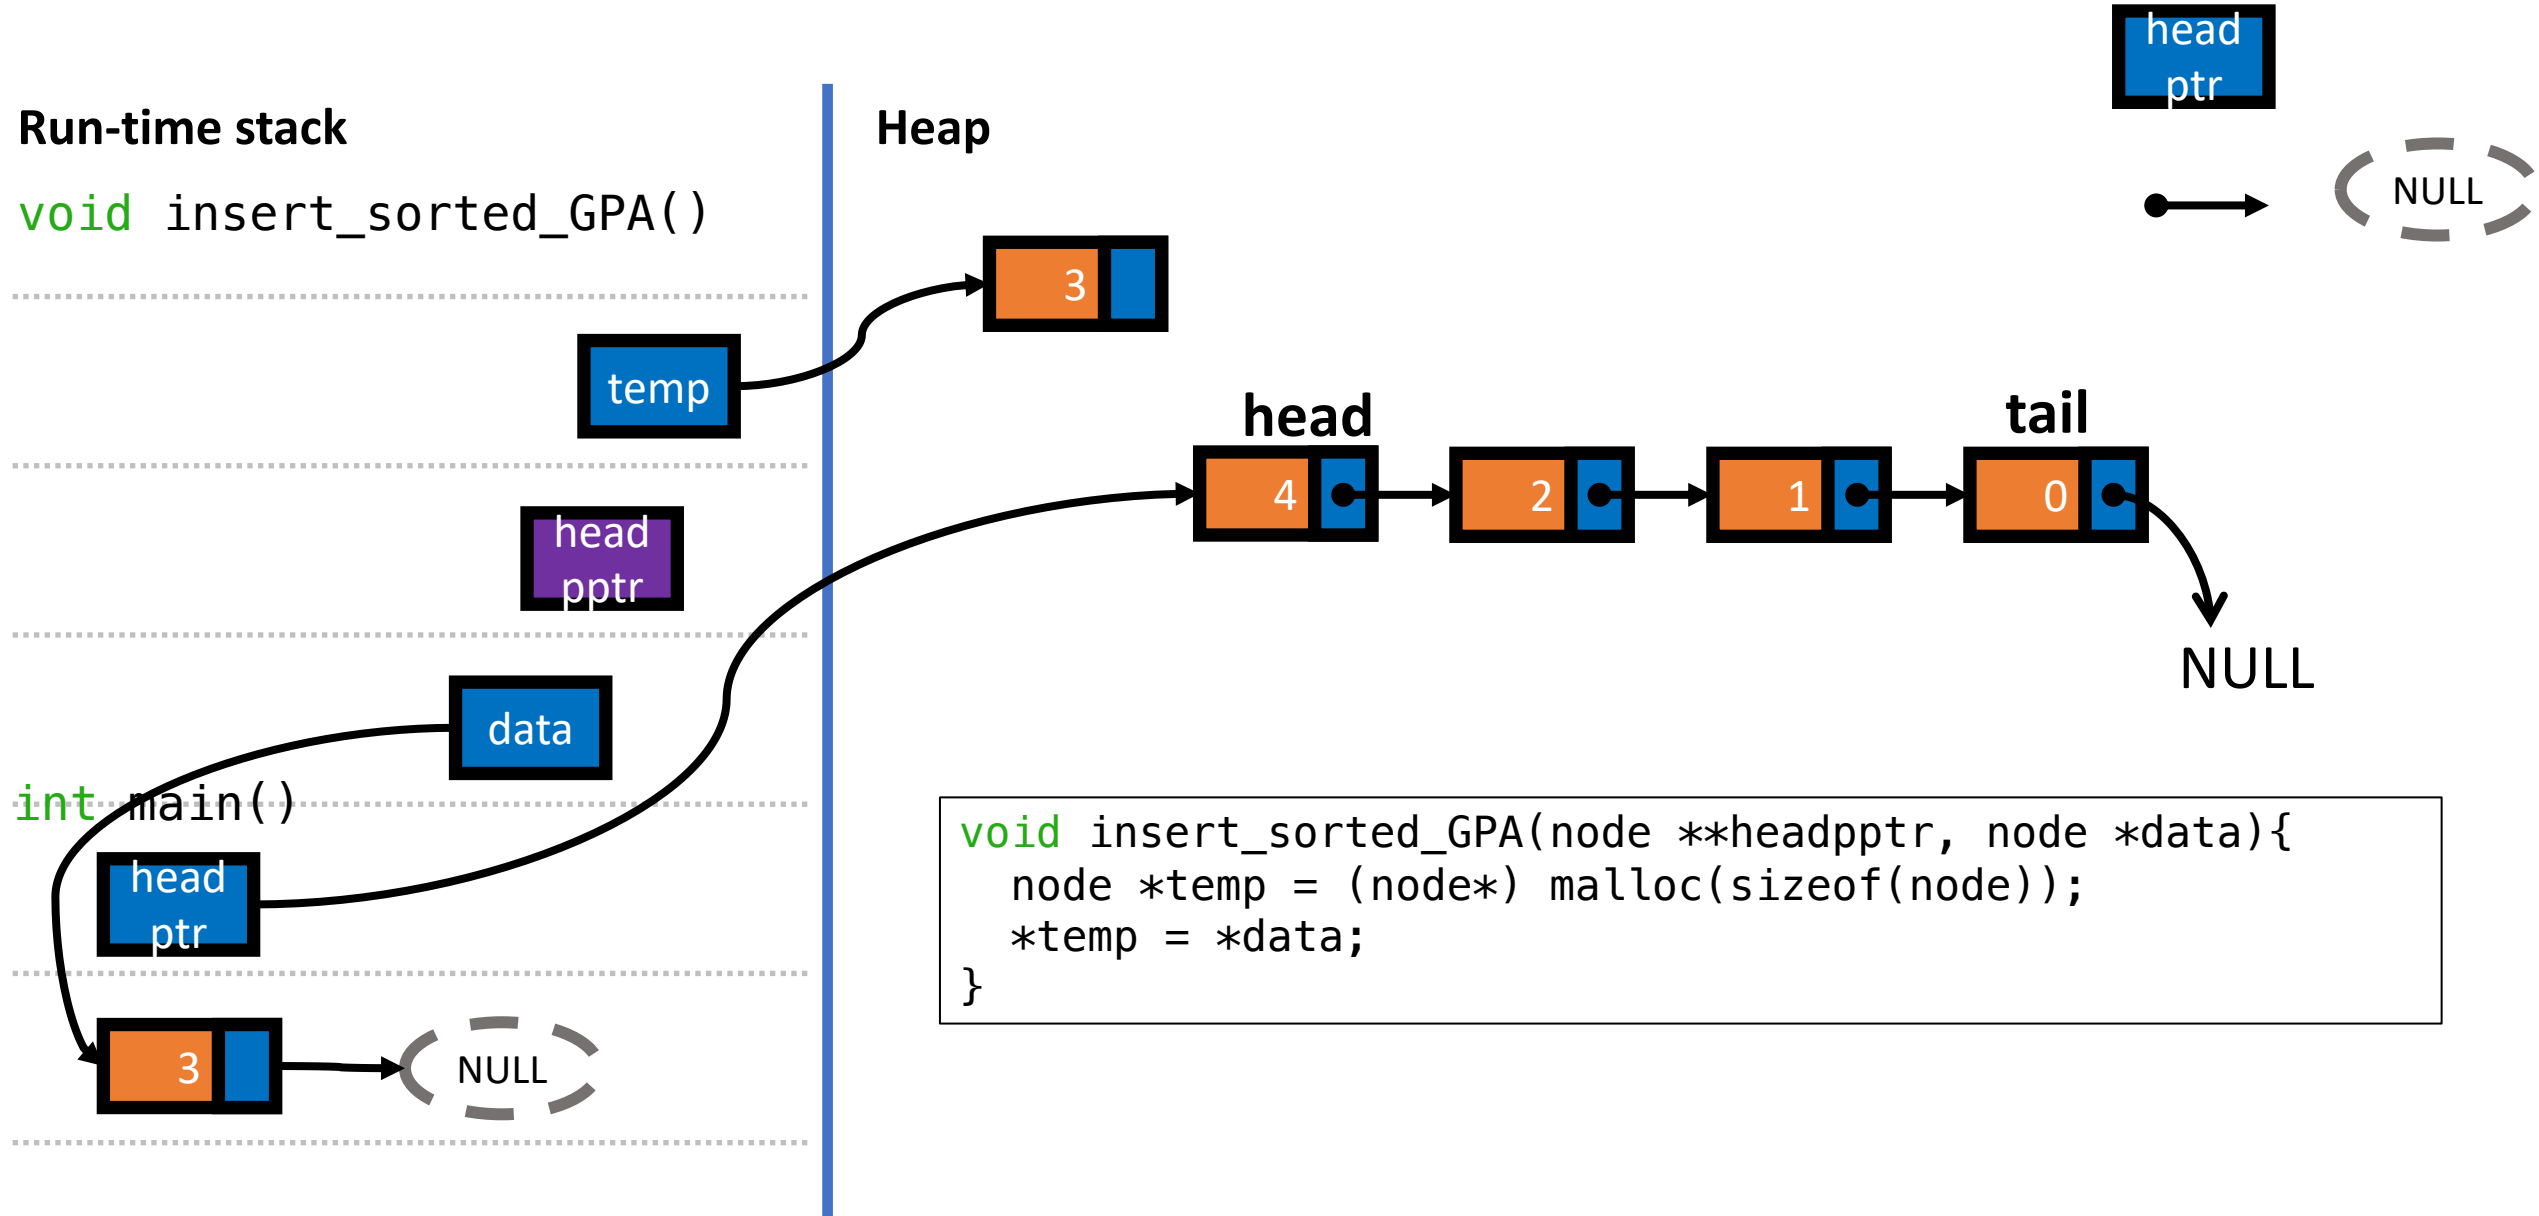 head
ptr
Run-time stack
Heap
void insert_sorted_GPA()
NULL
3
temp
head
tail
4
2
1
0
head
pptr
NULL
data
int main()
head
ptr
void insert_sorted_GPA(node **headpptr, node *data){
node *temp = (node*) malloc(sizeof(node));
*temp = *data;
}
3
NULL